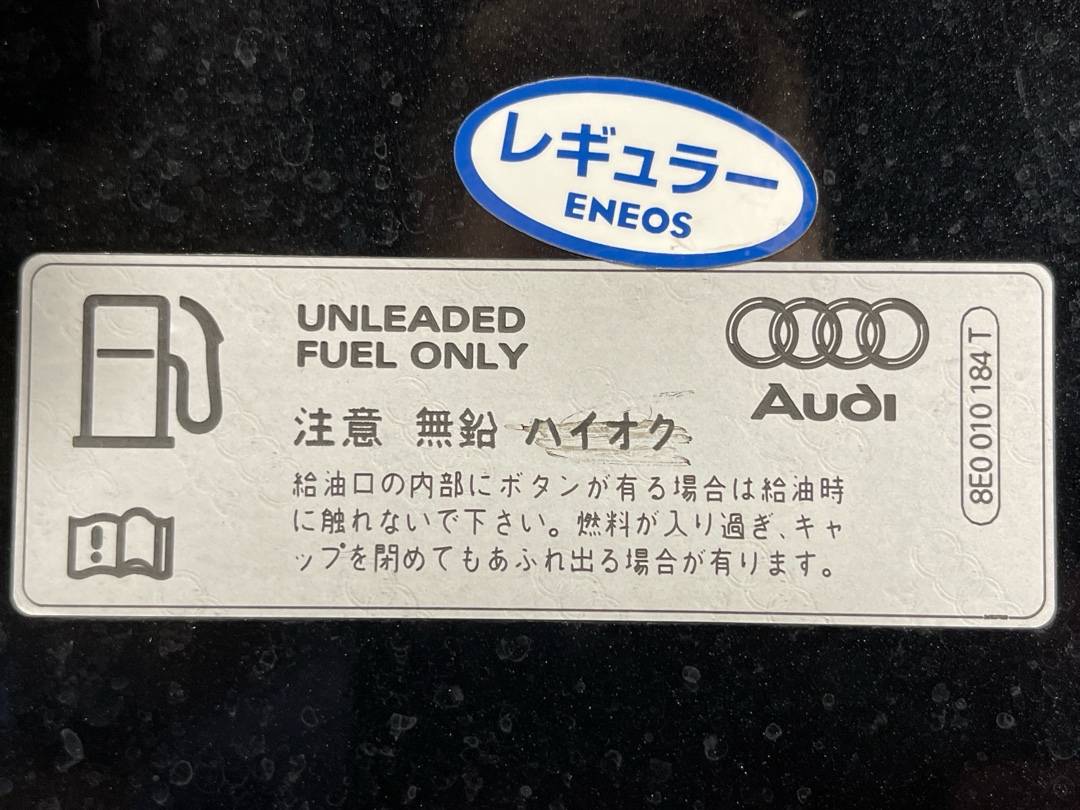 レギュラー
ENEOS
UNLEADED
FUEL ONLY
Audi
注意 無鉛 ハイオク
給油口の内部にボタンが有る場合は給油時
に触れないで下さい。燃料が入り過ぎ、キャ
ップを閉めてもあふれ出る場合が有ります。
8E0 010 184 T